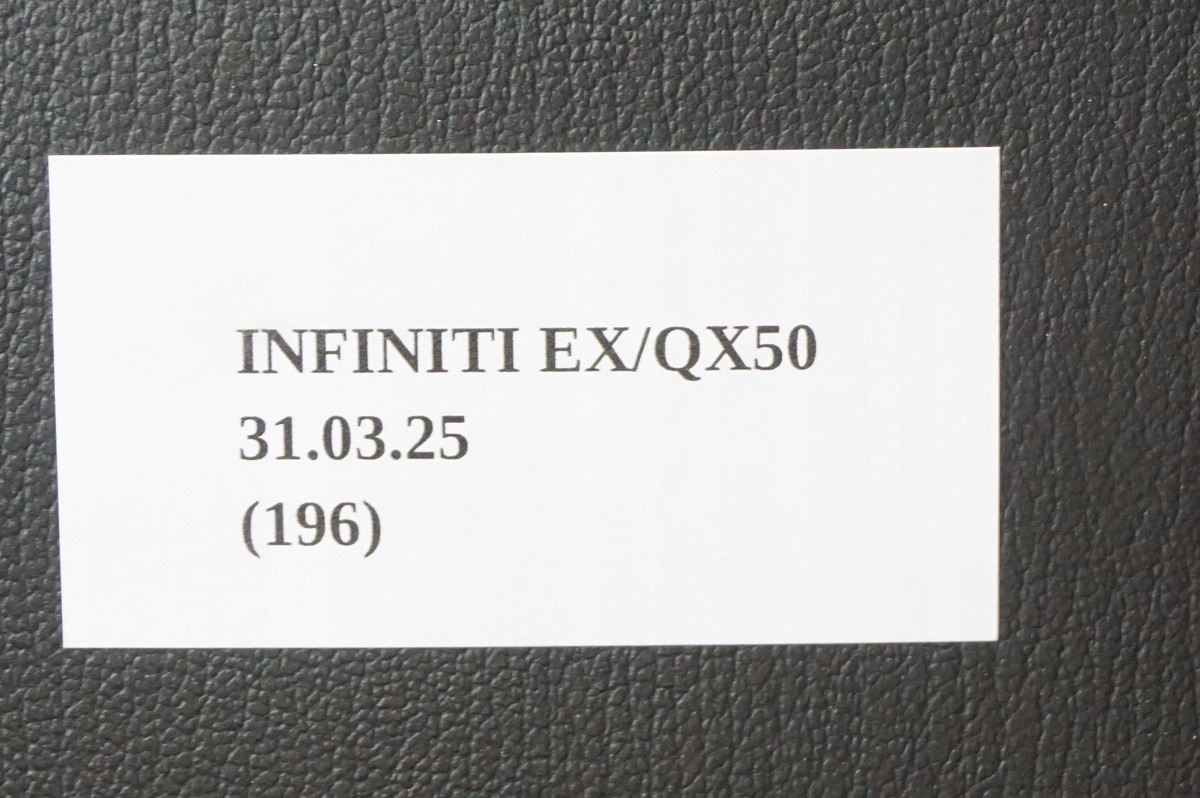 INFINITI EX/QX50
31.03.25
(196)